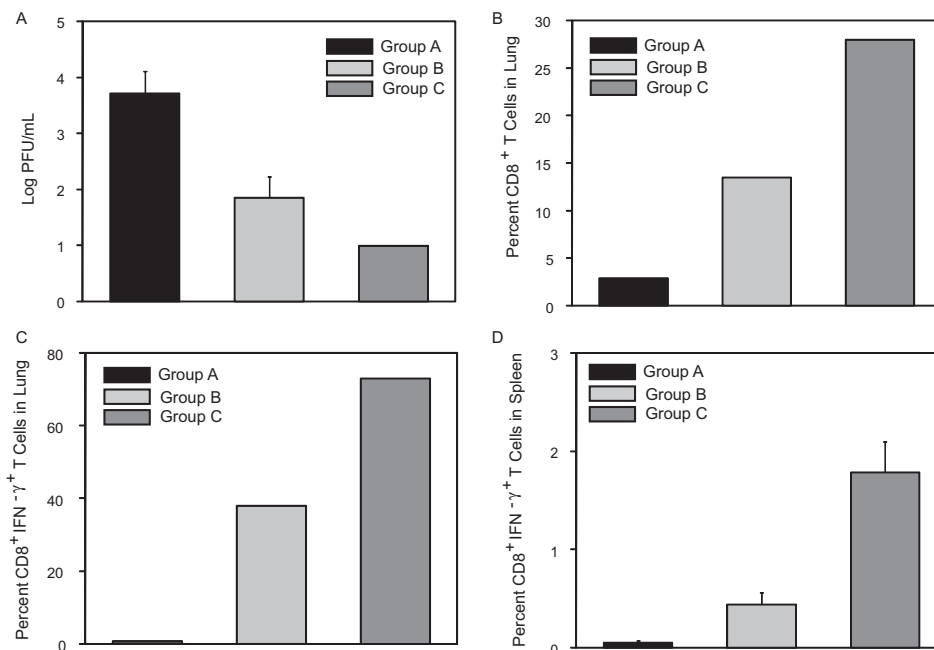 A
Log PFU/mL
5
4
3
2
1
0
Group A
Group B
Group C
B
Percent CD8+ T Cells in Lung
30
25
20
15
10
5
0
Group A
Group B
Group C
C
Percent CD8+ IFN - γ+ T Cells in Lung
80
60
40
20
0
Group A
Group B
Group C
D
Percent CD8+ IFN - γ+ T Cells in Spleen
3
2
1
0
Group A
Group B
Group C